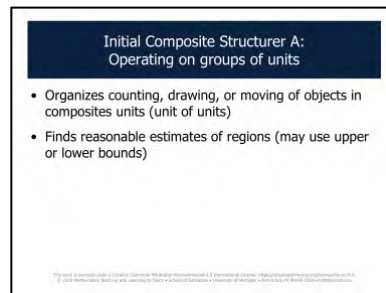 Initial Composite Structurer A:
Operating on groups of units
• Organizes counting, drawing, or moving of objects in
composites units (unit of units)
• Finds reasonable estimates of regions (may use upper
or lower bounds)